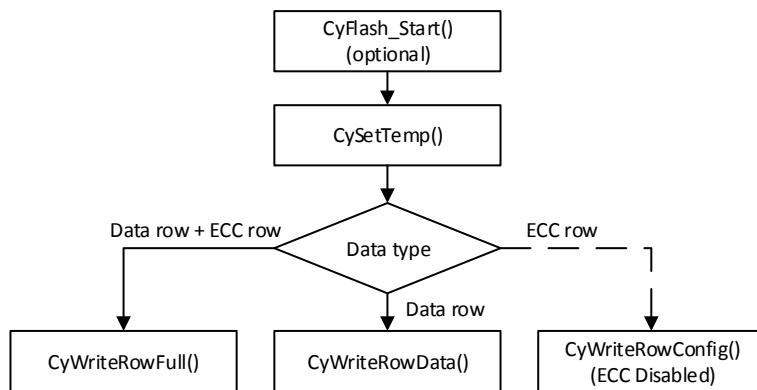 CyFlash_Start()
(optional)
CySetTemp()
Data row + ECC row
Data type
ECC row
Data row
CyWriteRowFull()
CyWriteRowData()
CyWriteRowConfig()
(ECC Disabled)